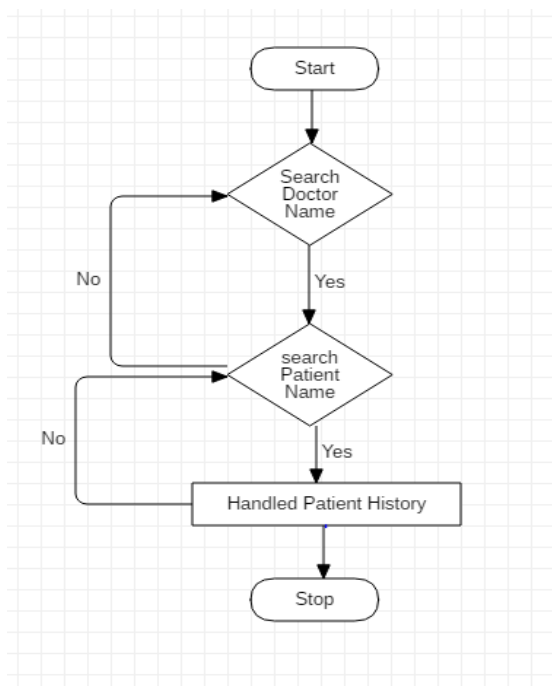 Start
Search
Doctor
Name
No
Yes
search
Patient
Name
No
Yes
Handled Patient History
Stop